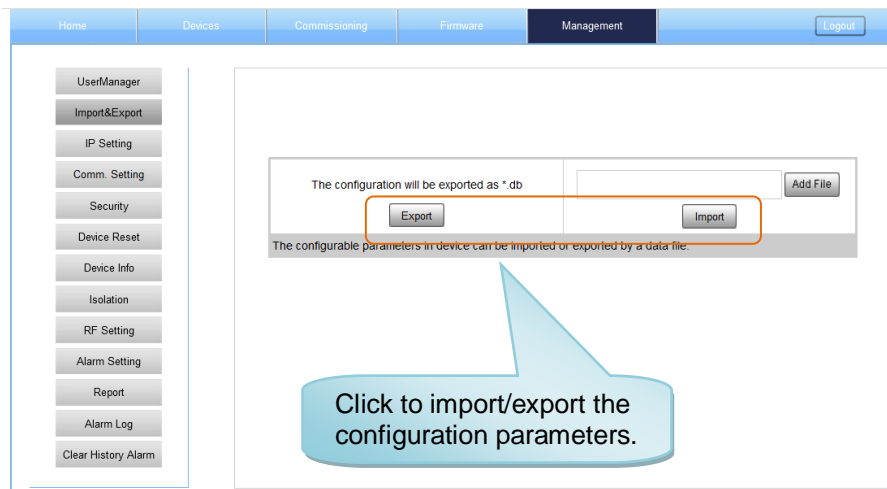 Home Devices Commissioning Firmware Management Logout
UserManager
Import&Export
IP Setting
Comm. Setting
Security
Device Reset
Device Info
Isolation
RF Setting
Alarm Setting
Report
Alarm Log
Clear History Alarm
The configuration will be exported as *.db
Add File
Export
Import
The configurable parameters in device can be imported or exported by a data file.
Click to import/export the
configuration parameters.